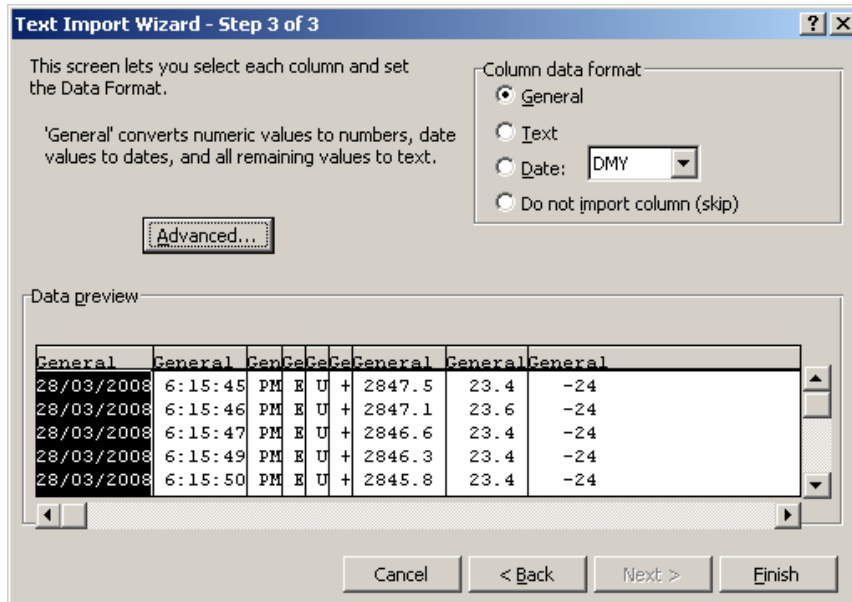 Text Import Wizard - Step 3 of 3
This screen lets you select each column and set
the Data Format.
'General' converts numeric values to numbers, date
values to dates, and all remaining values to text.
Advanced...
Column data format
General
Text
Date: DMY
Do not import column (skip)
Data preview
General General Gen Ge Ge Ge General General General
28/03/2008 6:15:45 PM E U + 2847.5 23.4 -24
28/03/2008 6:15:46 PM E U + 2847.1 23.6 -24
28/03/2008 6:15:47 PM E U + 2846.6 23.4 -24
28/03/2008 6:15:49 PM E U + 2846.3 23.4 -24
28/03/2008 6:15:50 PM E U + 2845.8 23.4 -24
Cancel < Back Next > Finish